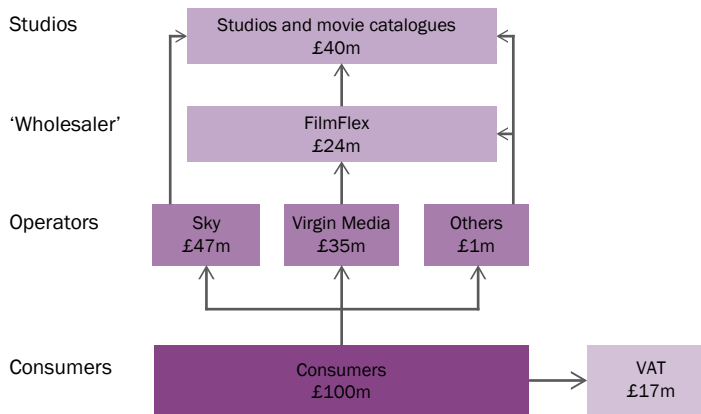 Studios
Studios and movie catalogues
£40m
‘Wholesaler’
FilmFlex
£24m
Operators
Sky
£47m
Virgin Media
£35m
Others
£1m
Consumers
Consumers
£100m
VAT
£17m